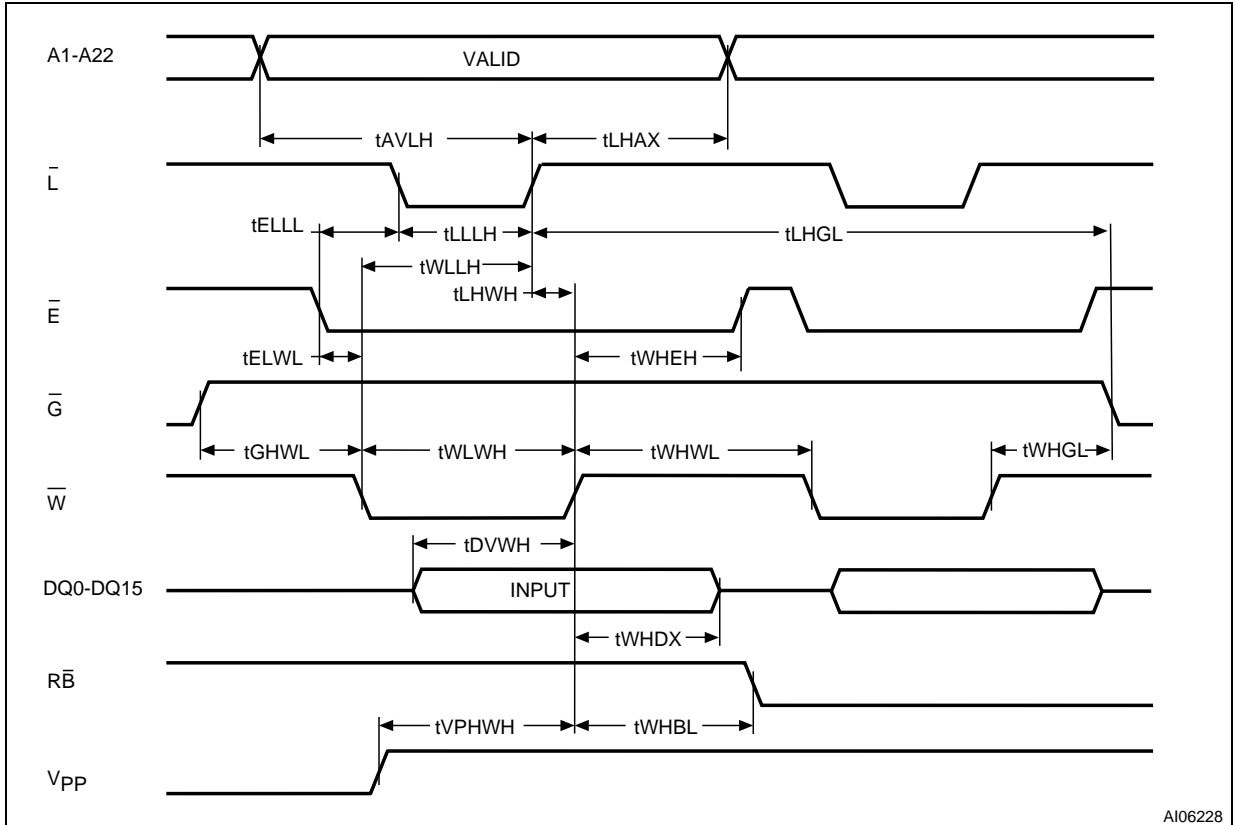 A1-A22
VALID
tAVLH
tLHAX
L̅
tELLL
tLLLH
tLHGL
tWLLH
tLHWH
E̅
tELWL
tWHEH
G̅
tGHWL
tWLWH
tWHWL
tWHGL
W̅
tDVWH
DQ0-DQ15
INPUT
tWHDX
RB̅
tVPHWH
tWHBL
VPP
AI06228